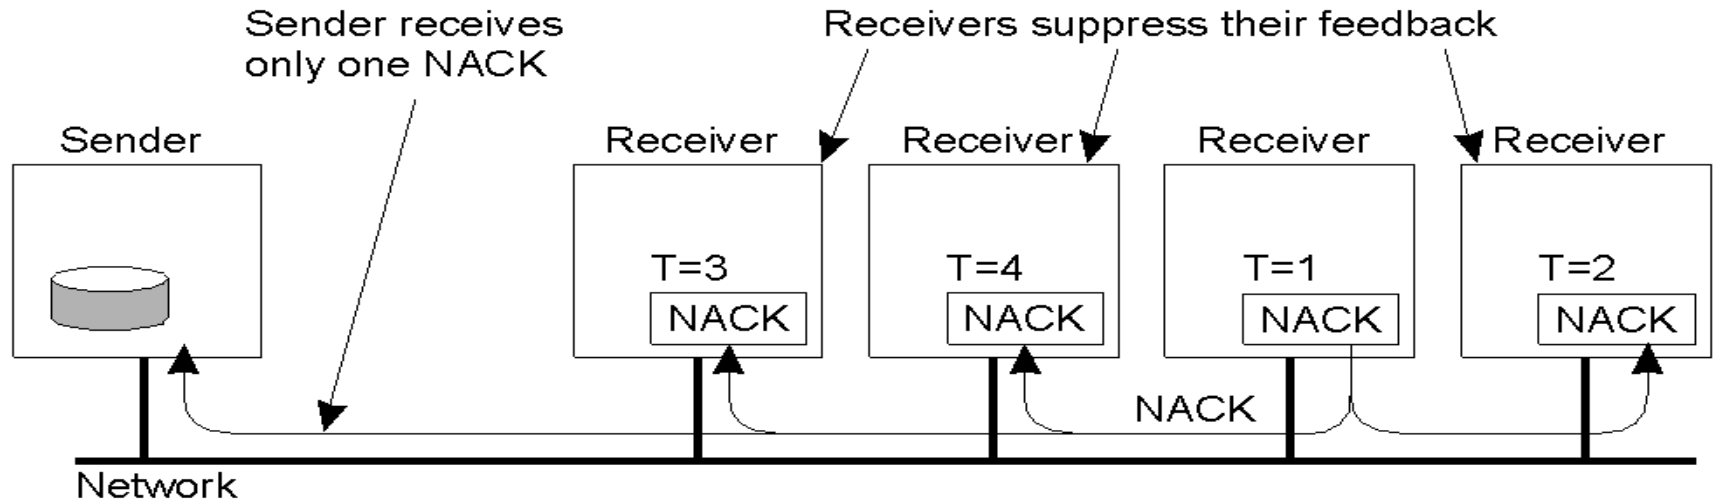 Sender receives
only one NACK
Receivers suppress their feedback
Sender
Receiver
Receiver
Receiver
Receiver
T=3
T=4
T=1
T=2
NACK
NACK
NACK
NACK
NACK
Network